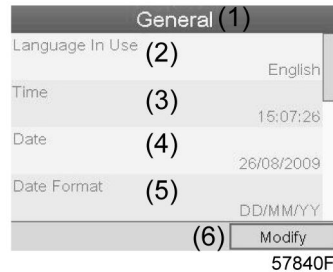 General (1)
Language In Use (2)
English
Time (3)
15:07:26
Date (4)
26/08/2009
Date Format (5)
DD/MM/YY
(6) Modify
57840F